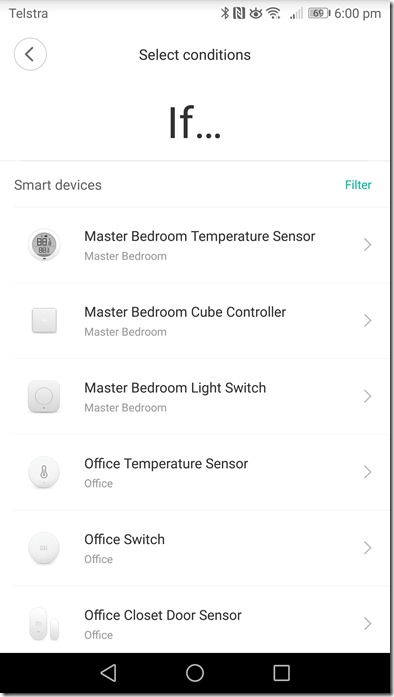 Telstra 69 6:00 pm
Select conditions
If...
Smart devices Filter
Master Bedroom Temperature Sensor
Master Bedroom
Master Bedroom Cube Controller
Master Bedroom
Master Bedroom Light Switch
Master Bedroom
Office Temperature Sensor
Office
Office Switch
Office
Office Closet Door Sensor
Office